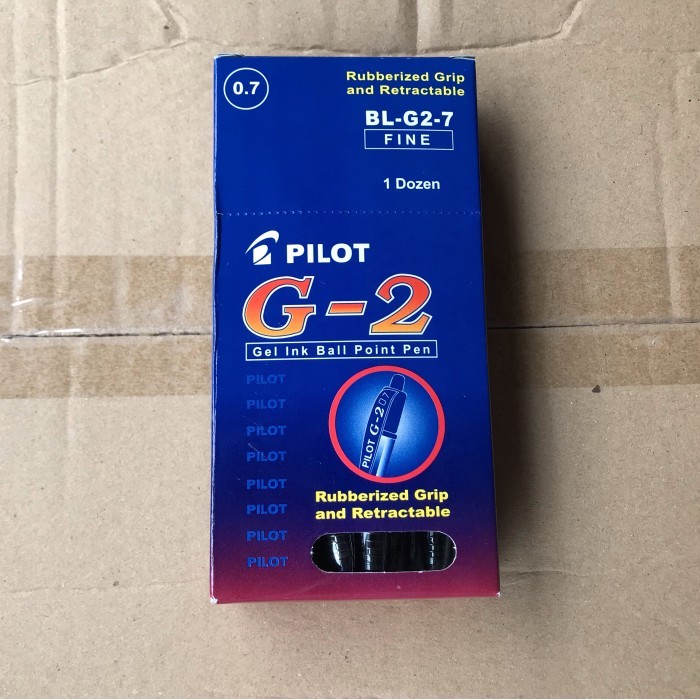 0.7
Rubberized Grip
and Retractable
BL-G2-7
FINE
1 Dozen
PILOT
G-2
Gel Ink Ball Point Pen
PILOT
PILOT
PILOT
PILOT
PILOT
PILOT
PILOT
PILOT
PILOT G-2 07
Rubberized Grip
and Retractable